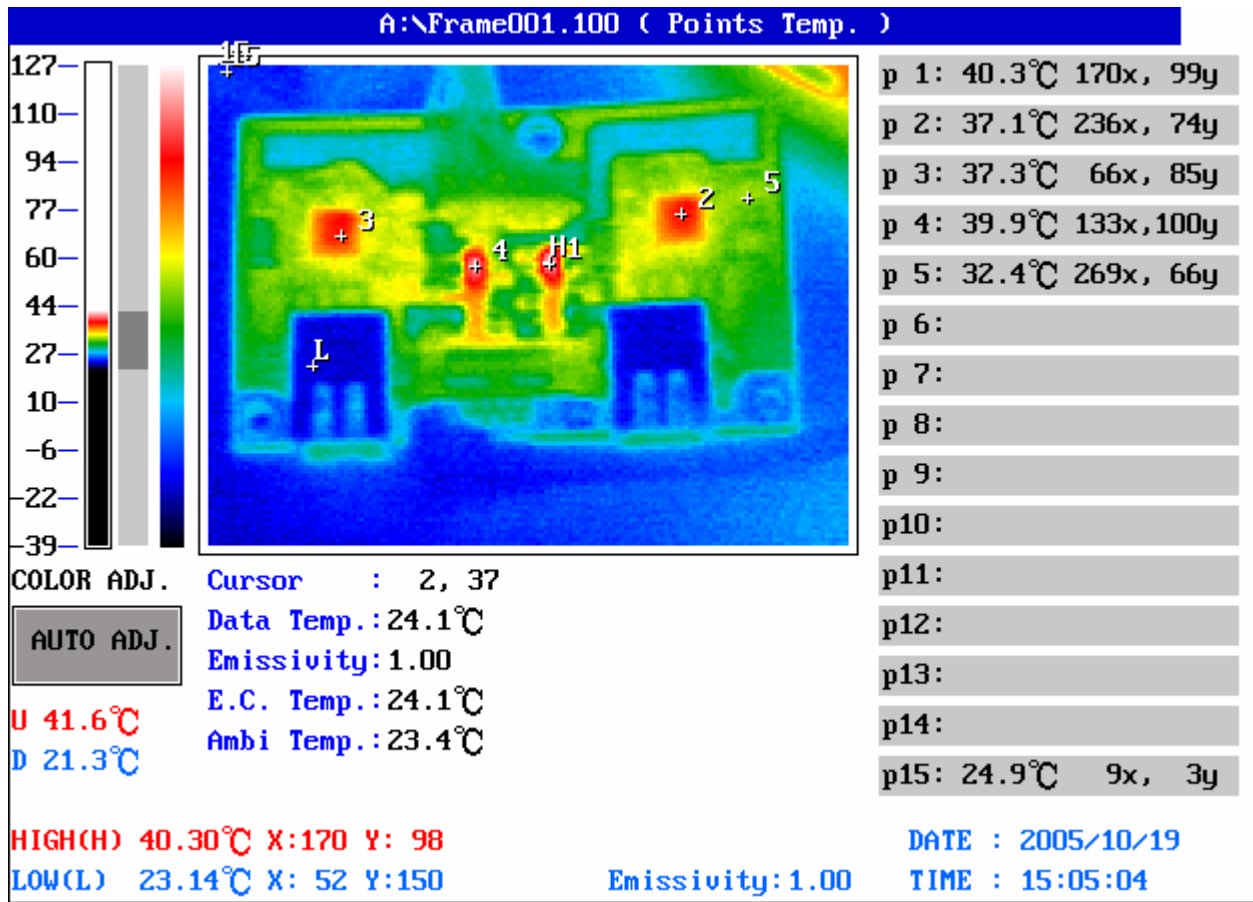 A:\Frame001.100 ( Points Temp. )
127
110
94
77
60
44
27
10
-6
-22
-39
3
2
5
4
H1
L
p 1: 40.3℃ 170x, 99y
p 2: 37.1℃ 236x, 74y
p 3: 37.3℃ 66x, 85y
p 4: 39.9℃ 133x,100y
p 5: 32.4℃ 269x, 66y
p 6:
p 7:
p 8:
p 9:
p10:
p11:
p12:
p13:
p14:
p15: 24.9℃ 9x, 3y
COLOR ADJ.
AUTO ADJ.
U 41.6℃
D 21.3℃
Cursor : 2, 37
Data Temp.:24.1℃
Emissivity:1.00
E.C. Temp.:24.1℃
Ambi Temp.:23.4℃
HIGH(H) 40.30℃ X:170 Y: 98
LOW(L) 23.14℃ X: 52 Y:150
Emissivity:1.00
DATE : 2005/10/19
TIME : 15:05:04